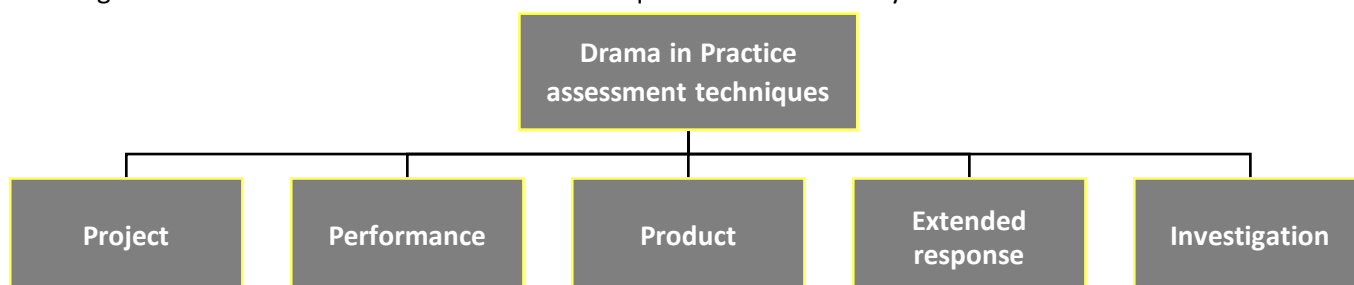 Drama in Practice
assessment techniques
Project
Performance
Product
Extended
response
Investigation